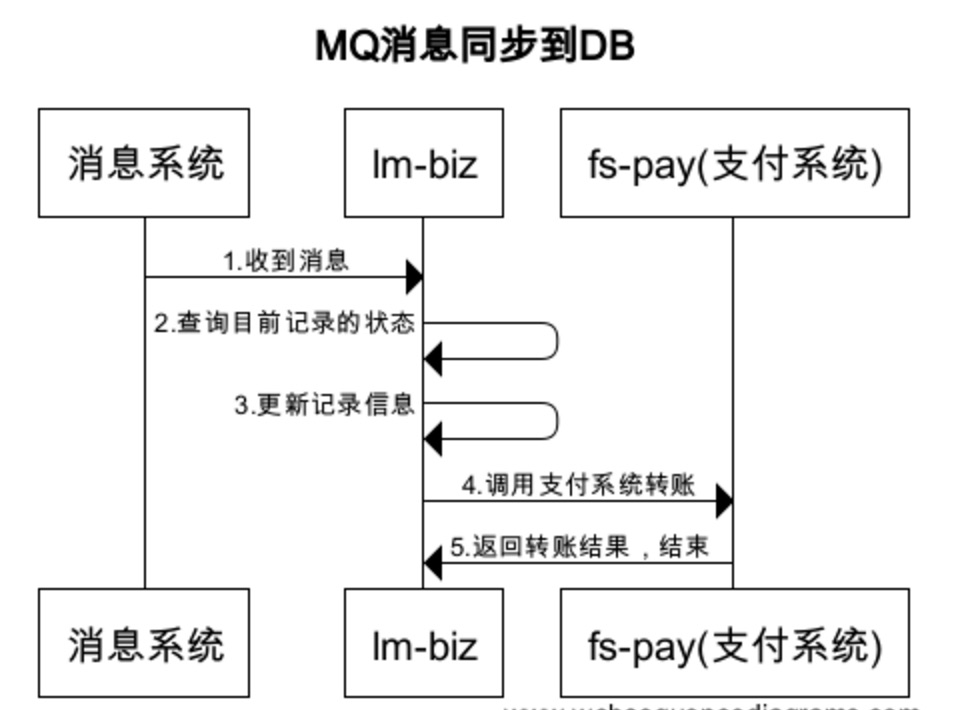 MQ消息同步到DB
消息系统
lm-biz
fs-pay(支付系统)
1.收到消息
2.查询目前记录的状态
3.更新记录信息
4.调用支付系统转账
5.返回转账结果，结束
消息系统
lm-biz
fs-pay(支付系统)
www.websequencediagrams.com